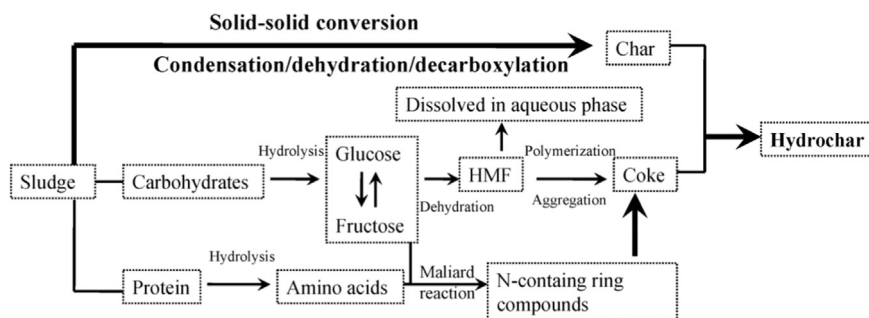 Solid-solid conversion
Condensation/dehydration/decarboxylation
Char
Dissolved in aqueous phase
Hydrochar
Sludge
Carbohydrates
Hydrolysis
Glucose
Fructose
Dehydration
HMF
Polymerization
Aggregation
Coke
Protein
Hydrolysis
Amino acids
Maliard
reaction
N-containg ring
compounds